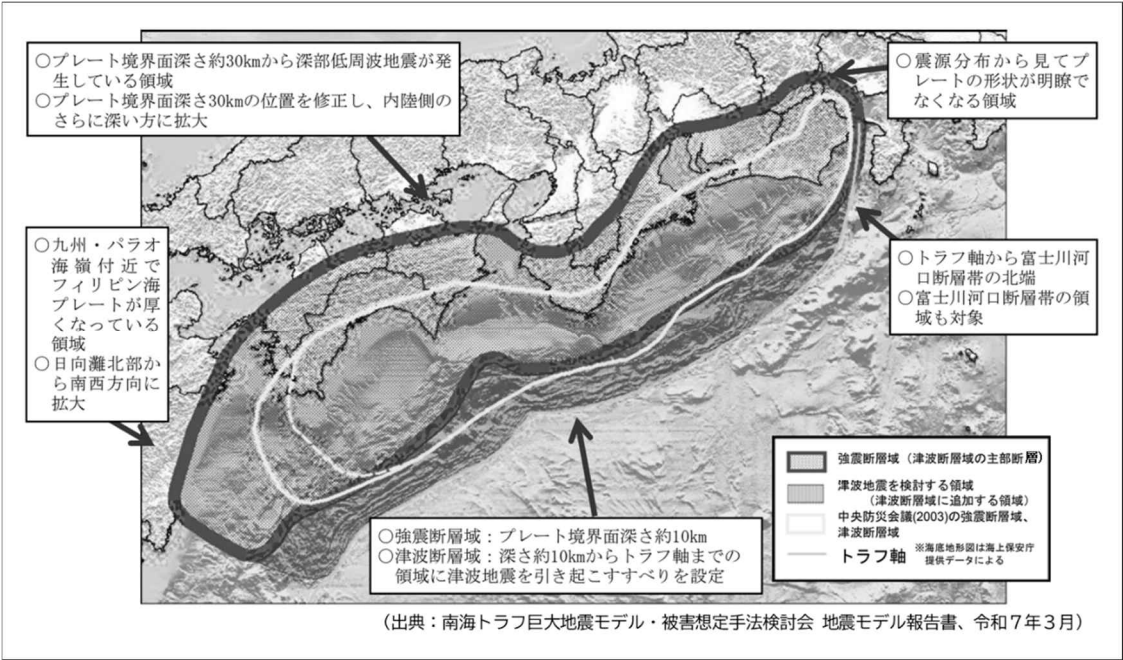 ○プレート境界面深さ約30kmから深部低周波地震が発
生している領域
○プレート境界面深さ30kmの位置を修正し、内陸側の
さらに深い方に拡大
○震源分布から見てプ
レートの形状が明瞭で
なくなる領域
○九州・パラオ
海嶺付近で
フィリピン海
プレートが厚
くなっている
領域
○日向灘北部か
ら南西方向に
拡大
○トラフ軸から富士川河
口断層帯の北端
○富士川河口断層帯の領
域も対象
○強震断層域：プレート境界面深さ約10km
○津波断層域：深さ約10kmからトラフ軸までの
領域に津波地震を引き起こすすべりを設定
強震断層域（津波断層域の主部断層）
津波地震を検討する領域
（津波断層域に追加する領域）
中央防災会議(2003)の強震断層域、
津波断層域
トラフ軸
※海底地形図は海上保安庁
提供データによる
（出典：南海トラフ巨大地震モデル・被害想定手法検討会 地震モデル報告書、令和７年３月）